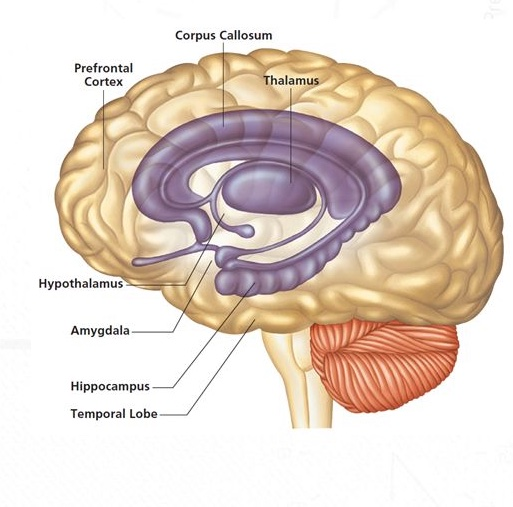 Corpus Callosum
Prefrontal
Cortex
Thalamus
Hypothalamus
Amygdala
Hippocampus
Temporal Lobe